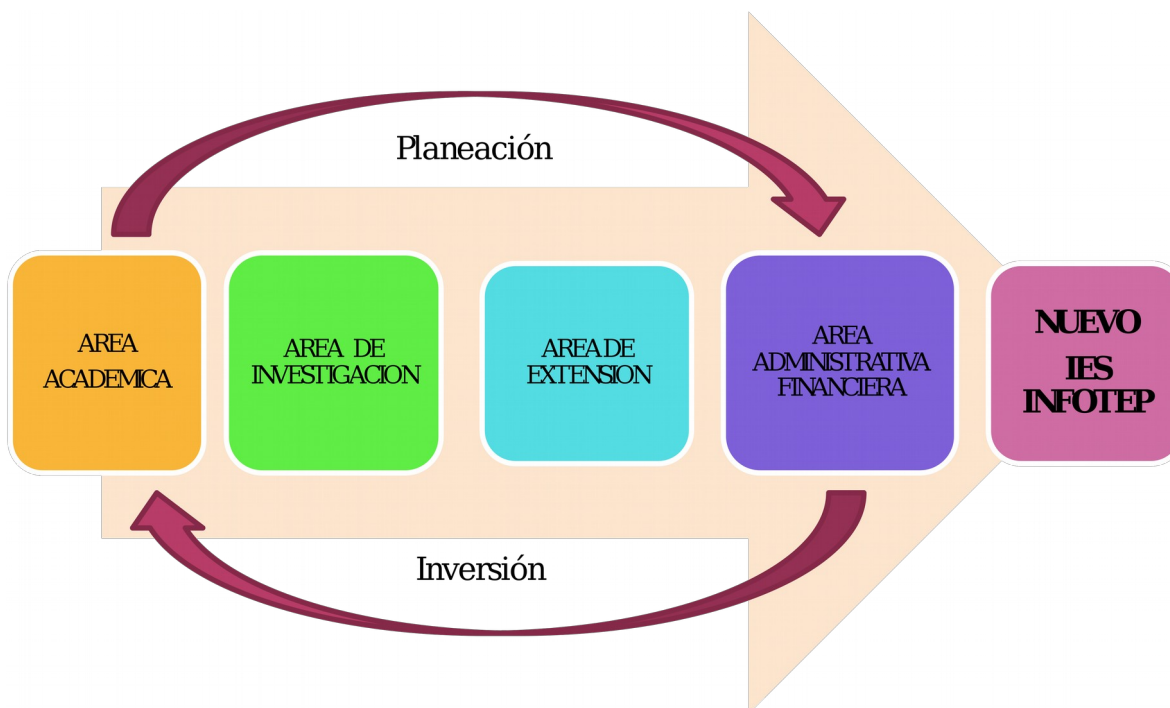 Planeación
AREA
ACADEMICA
AREA DE
INVESTIGACION
AREA DE
EXTENSION
AREA
ADMINISTRATIVA
FINANCIERA
NUEVO
IES
INFOTEP
Inversión